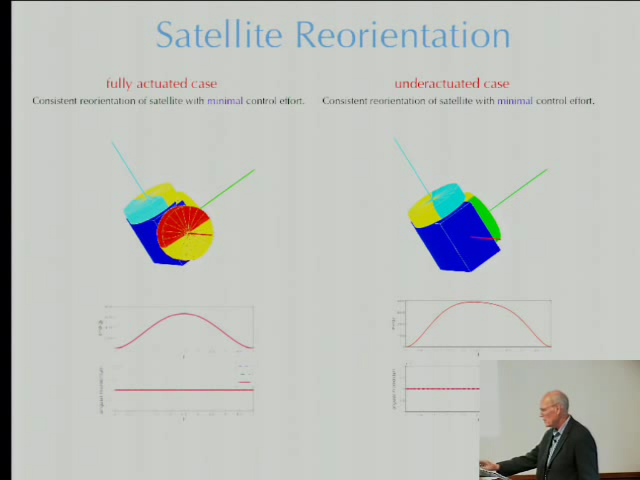 Satellite Reorientation
fully actuated case
Consistent reorientation of satellite with minimal control effort.
underactuated case
Consistent reorientation of satellite with minimal control effort.